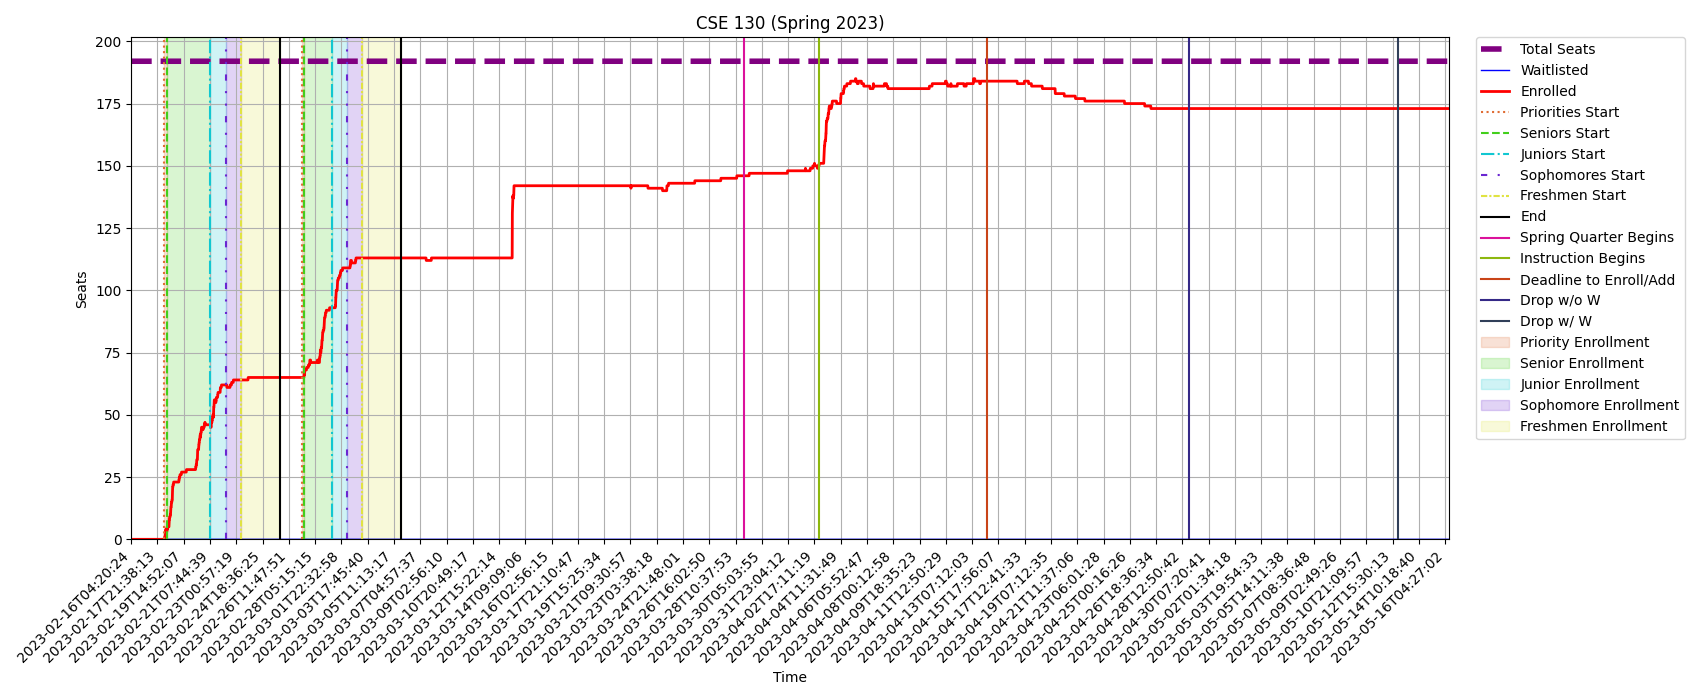 CSE 130 (Spring 2023)
200
175
150
125
100
75
50
25
0
Seats
2023-02-16T04:20:24
2023-02-17T21:38:13
2023-02-19T14:52:07
2023-02-21T07:44:39
2023-02-23T00:57:19
2023-02-24T18:36:23
2023-02-26T11:47:51
2023-02-28T05:15:15
2023-03-01T22:32:58
2023-03-03T17:45:40
2023-03-05T11:13:17
2023-03-07T04:57:37
2023-03-09T02:56:10
2023-03-10T20:49:17
2023-03-12T15:22:14
2023-03-14T09:09:06
2023-03-16T02:56:15
2023-03-17T21:10:47
2023-03-19T15:25:34
2023-03-21T09:30:57
2023-03-23T03:38:18
2023-03-24T21:48:01
2023-03-26T16:02:50
2023-03-28T10:37:53
2023-03-30T05:03:55
2023-03-31T23:04:12
2023-04-02T17:11:19
2023-04-04T11:31:49
2023-04-06T05:52:47
2023-04-08T00:12:58
2023-04-09T18:35:23
2023-04-11T12:50:29
2023-04-13T07:12:03
2023-04-15T17:56:07
2023-04-17T12:41:33
2023-04-19T07:12:35
2023-04-21T11:37:06
2023-04-23T06:01:28
2023-04-25T00:16:26
2023-04-26T18:36:34
2023-04-28T12:50:42
2023-04-30T07:20:41
2023-05-02T01:34:18
2023-05-03T19:54:33
2023-05-05T14:11:38
2023-05-07T08:36:48
2023-05-09T02:49:26
2023-05-10T21:09:57
2023-05-12T15:30:13
2023-05-14T10:18:40
2023-05-16T04:27:02
Time
Total Seats
Waitlisted
Enrolled
Priorities Start
Seniors Start
Juniors Start
Sophomores Start
Freshmen Start
End
Spring Quarter Begins
Instruction Begins
Deadline to Enroll/Add
Drop w/o W
Drop w/ W
Priority Enrollment
Senior Enrollment
Junior Enrollment
Sophomore Enrollment
Freshmen Enrollment